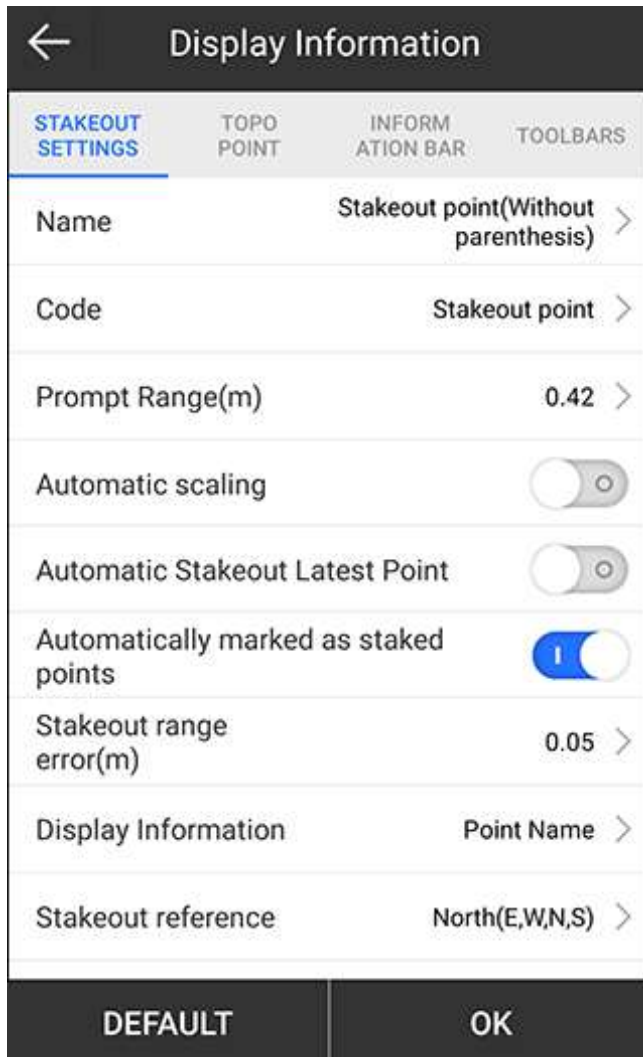 Display Information
STAKEOUT
SETTINGS
TOPO
POINT
INFORM
ATION BAR
TOOLBARS
Name
Stakeout point(Without
parenthesis)
Code
Stakeout point
Prompt Range(m)
0.42
Automatic scaling
Automatic Stakeout Latest Point
Automatically marked as staked
points
Stakeout range
error(m)
0.05
Display Information
Point Name
Stakeout reference
North(E,W,N,S)
DEFAULT
OK